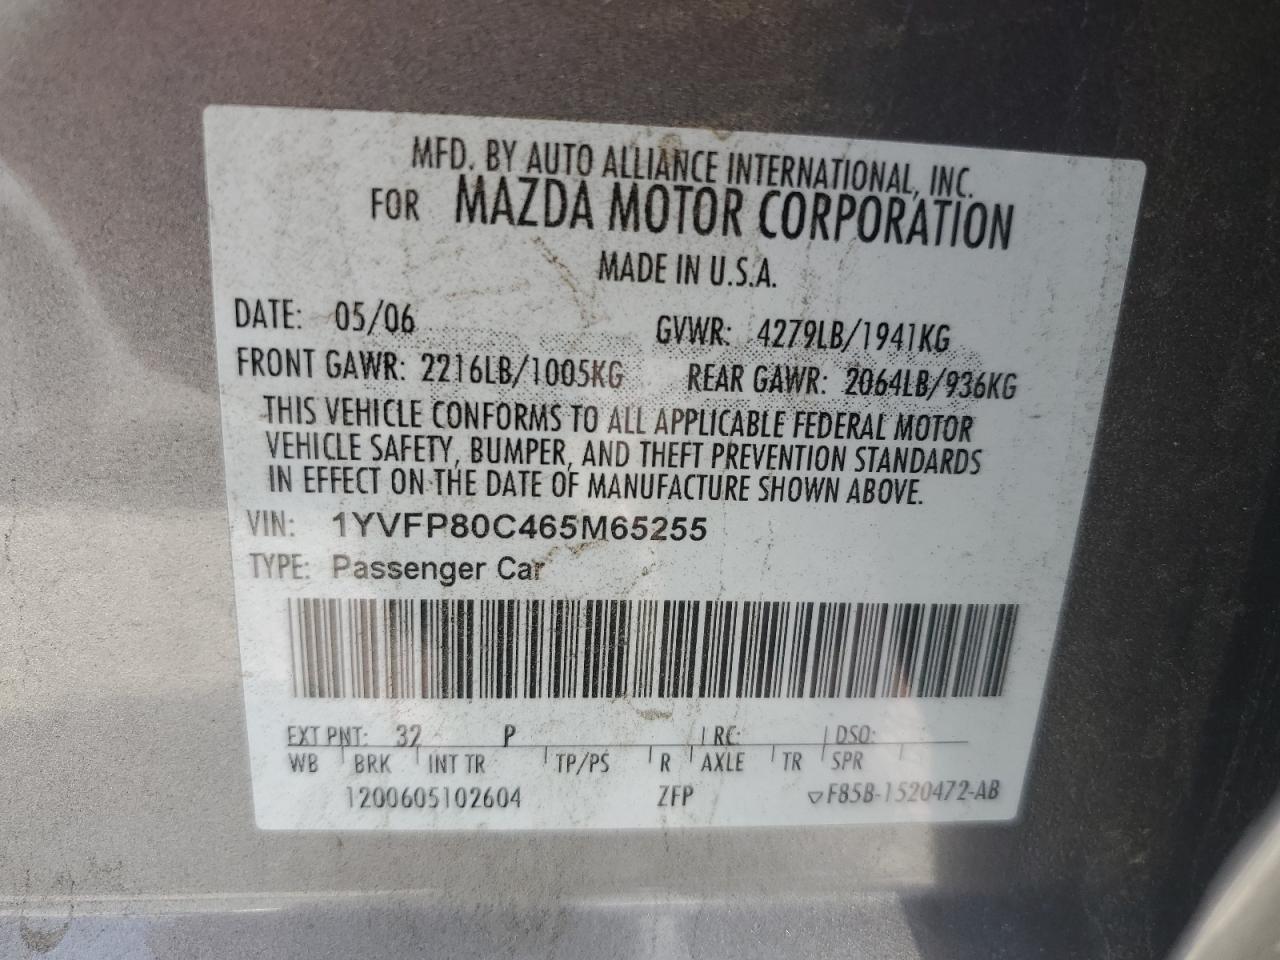 MFD. BY AUTO ALLIANCE INTERNATIONAL, INC.
FOR MAZDA MOTOR CORPORATION
MADE IN U.S.A.
DATE: 05/06 GVWR: 4279LB/1941KG
FRONT GAWR: 2216LB/1005KG REAR GAWR: 2064LB/936KG
THIS VEHICLE CONFORMS TO ALL APPLICABLE FEDERAL MOTOR
VEHICLE SAFETY, BUMPER, AND THEFT PREVENTION STANDARDS
IN EFFECT ON THE DATE OF MANUFACTURE SHOWN ABOVE.
VIN: 1YVFP80C465M65255
TYPE: Passenger Car
EXT PNT: 32 P RC: DSO:
WB BRK INT TR TP/PS R AXLE TR SPR
1200605102604 ZFP ▽F85B-1520472-AB